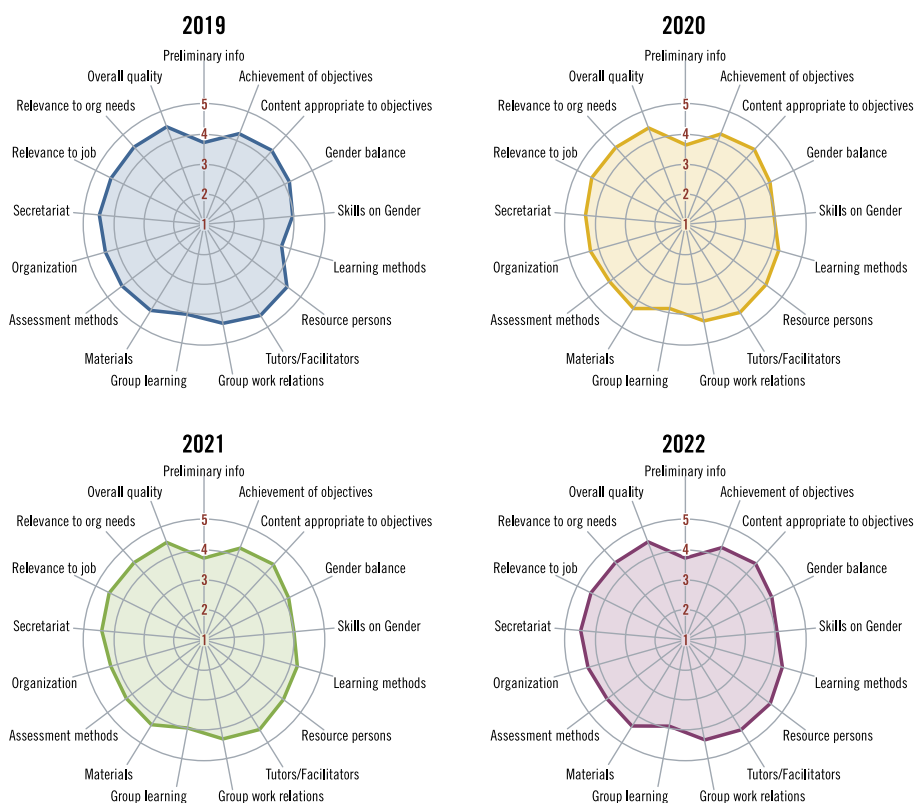 2019
Preliminary info
Overall quality
Achievement of objectives
Relevance to org needs
Content appropriate to objectives
Relevance to job
Gender balance
Secretariat
Skills on Gender
Organization
Learning methods
Assessment methods
Resource persons
Materials
Tutors/Facilitators
Group learning
Group work relations
5
4
3
2
1
2020
Preliminary info
Overall quality
Achievement of objectives
Relevance to org needs
Content appropriate to objectives
Relevance to job
Gender balance
Secretariat
Skills on Gender
Organization
Learning methods
Assessment methods
Resource persons
Materials
Tutors/Facilitators
Group learning
Group work relations
5
4
3
2
1
2021
Preliminary info
Overall quality
Achievement of objectives
Relevance to org needs
Content appropriate to objectives
Relevance to job
Gender balance
Secretariat
Skills on Gender
Organization
Learning methods
Assessment methods
Resource persons
Materials
Tutors/Facilitators
Group learning
Group work relations
5
4
3
2
1
2022
Preliminary info
Overall quality
Achievement of objectives
Relevance to org needs
Content appropriate to objectives
Relevance to job
Gender balance
Secretariat
Skills on Gender
Organization
Learning methods
Assessment methods
Resource persons
Materials
Tutors/Facilitators
Group learning
Group work relations
5
4
3
2
1